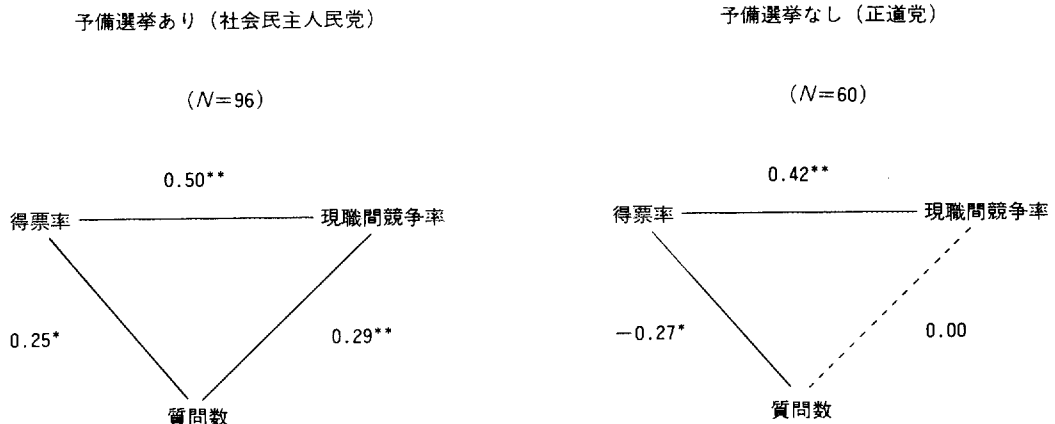 予備選挙あり（社会民主人民党）
（N=96）
0.50**
得票率
現職間競争率
0.25*
0.29**
質問数
予備選挙なし（正道党）
（N=60）
0.42**
得票率
現職間競争率
−0.27*
0.00
質問数